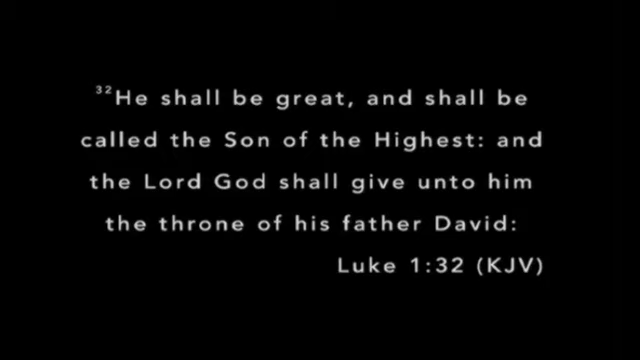 ³²He shall be great, and shall be
called the Son of the Highest: and
the Lord God shall give unto him
the throne of his father David:
Luke 1:32 (KJV)